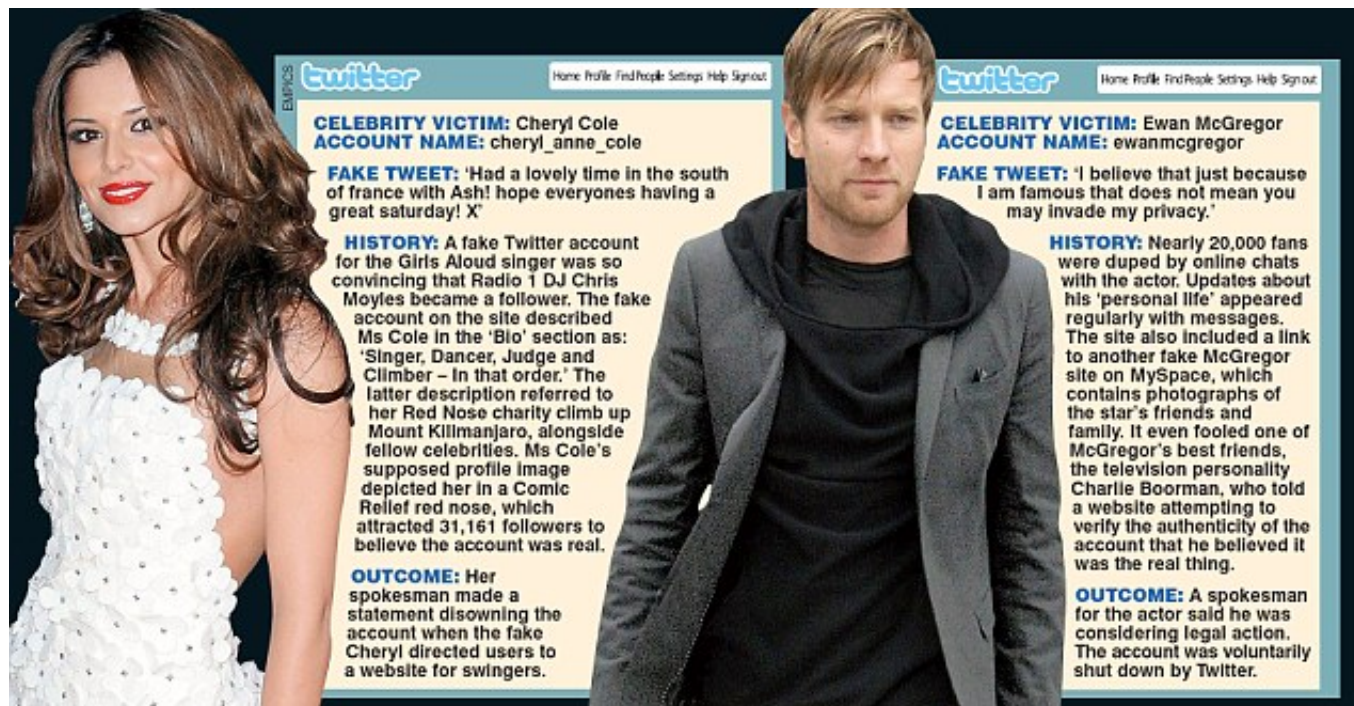 EMPICS
twitter
Home Profile Find People Settings Help Sign out
CELEBRITY VICTIM: Cheryl Cole
ACCOUNT NAME: cheryl_anne_cole
FAKE TWEET: ‘Had a lovely time in the south
of france with Ash! hope everyones having a
great saturday! X’
HISTORY: A fake Twitter account
for the Girls Aloud singer was so
convincing that Radio 1 DJ Chris
Moyles became a follower. The fake
account on the site described
Ms Cole in the ‘Bio’ section as:
‘Singer, Dancer, Judge and
Climber – In that order.’ The
latter description referred to
her Red Nose charity climb up
Mount Kilimanjaro, alongside
fellow celebrities. Ms Cole’s
supposed profile image
depicted her in a Comic
Relief red nose, which
attracted 31,161 followers to
believe the account was real.
OUTCOME: Her
spokesman made a
statement disowning the
account when the fake
Cheryl directed users to
a website for swingers.
twitter
Home Profile Find People Settings Help Sign out
CELEBRITY VICTIM: Ewan McGregor
ACCOUNT NAME: ewanmcgregor
FAKE TWEET: ‘I believe that just because
I am famous that does not mean you
may invade my privacy.’
HISTORY: Nearly 20,000 fans
were duped by online chats
with the actor. Updates about
his ‘personal life’ appeared
regularly with messages.
The site also included a link
to another fake McGregor
site on MySpace, which
contains photographs of
the star’s friends and
family. It even fooled one of
McGregor’s best friends,
the television personality
Charlie Boorman, who told
a website attempting to
verify the authenticity of the
account that he believed it
was the real thing.
OUTCOME: A spokesman
for the actor said he was
considering legal action.
The account was voluntarily
shut down by Twitter.